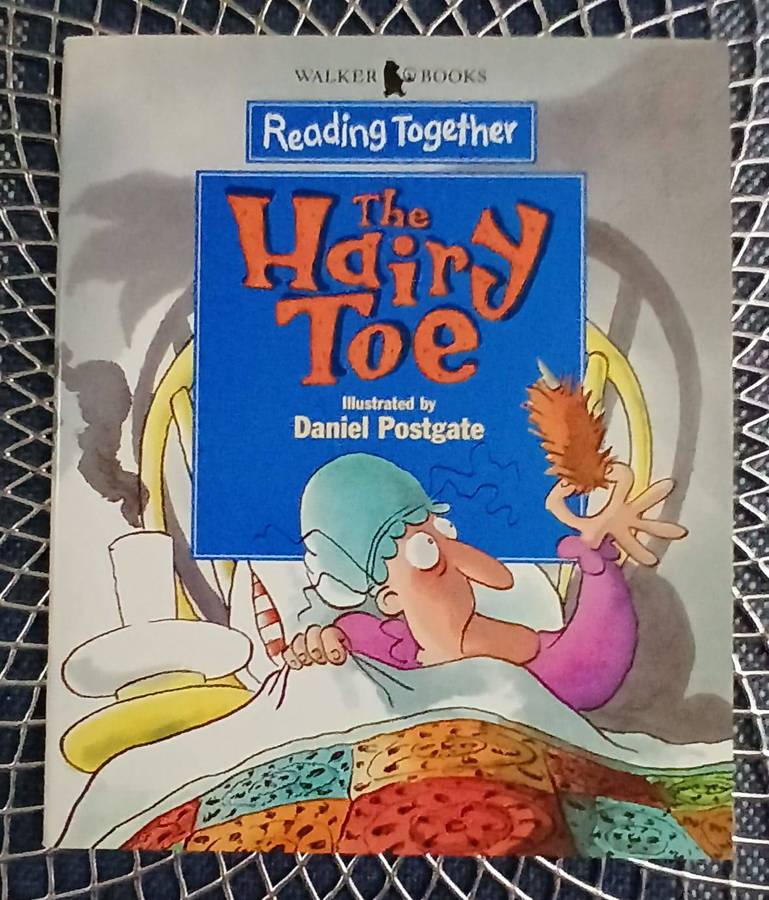 WALKER BOOKS
Reading Together
The
Hairy
Toe
Illustrated by
Daniel Postgate